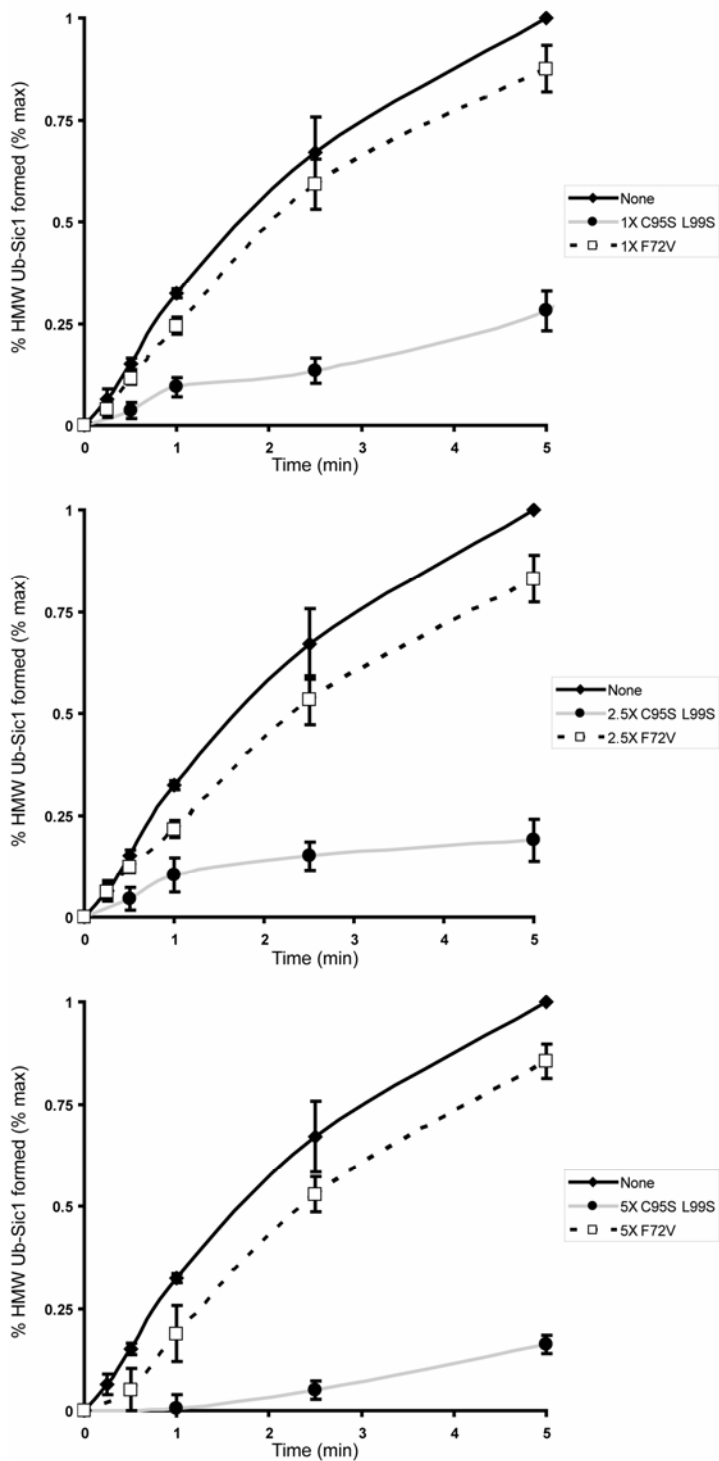 % HMW Ub-Sic1 formed (% max)
1
0.75
0.5
0.25
0
0 1 2 3 4 5
Time (min)
None
1X C95S L99S
1X F72V
% HMW Ub-Sic1 formed (% max)
1
0.75
0.5
0.25
0
0 1 2 3 4 5
Time (min)
None
2.5X C95S L99S
2.5X F72V
% HMW Ub-Sic1 formed (% max)
1
0.75
0.5
0.25
0
0 1 2 3 4 5
Time (min)
None
5X C95S L99S
5X F72V